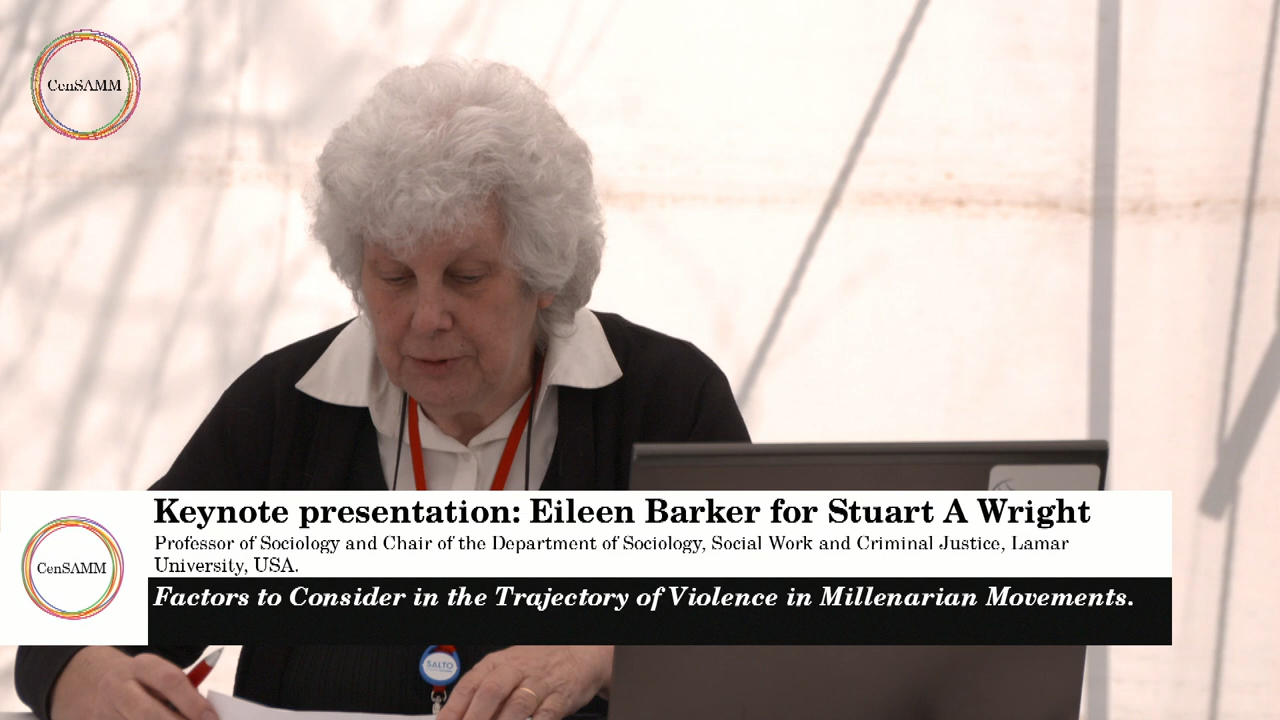 CenSAMM
Keynote presentation: Eileen Barker for Stuart A Wright
Professor of Sociology and Chair of the Department of Sociology, Social Work and Criminal Justice, Lamar
University, USA.
CenSAMM
Factors to Consider in the Trajectory of Violence in Millenarian Movements.
SALTO